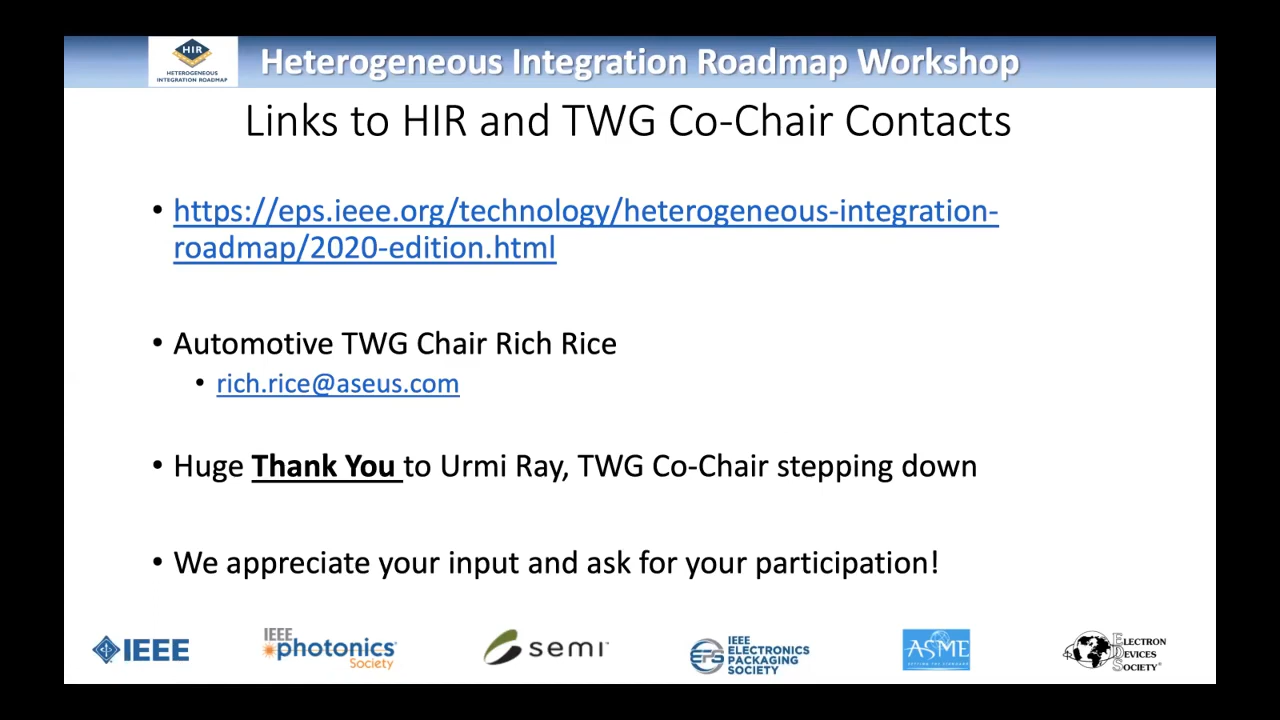 HIR
HETEROGENEOUS
INTEGRATION ROADMAP
Heterogeneous Integration Roadmap Workshop
Links to HIR and TWG Co-Chair Contacts
• https://eps.ieee.org/technology/heterogeneous-integration-
roadmap/2020-edition.html
• Automotive TWG Chair Rich Rice
• rich.rice@aseus.com
• Huge Thank You to Urmi Ray, TWG Co-Chair stepping down
• We appreciate your input and ask for your participation!
IEEE
IEEE
photonics
Society
semi
EPS
IEEE
ELECTRONICS
PACKAGING
SOCIETY
ASME
SETTING THE STANDARD
EDS
ELECTRON
DEVICES
SOCIETY®